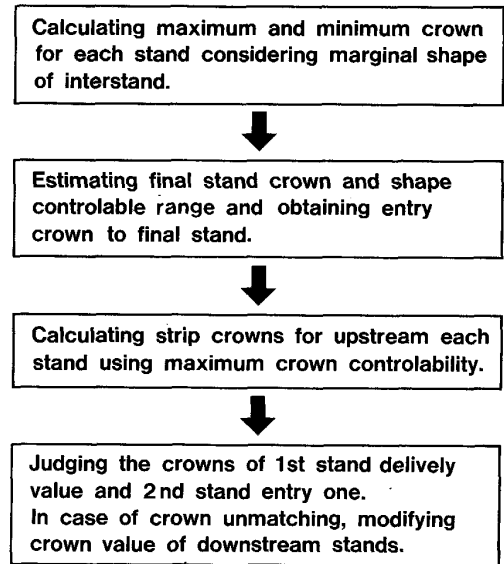 Calculating maximum and minimum crown
for each stand considering marginal shape
of interstand.
Estimating final stand crown and shape
controlable range and obtaining entry
crown to final stand.
Calculating strip crowns for upstream each
stand using maximum crown controlability.
Judging the crowns of 1st stand delively
value and 2nd stand entry one.
In case of crown unmatching, modifying
crown value of downstream stands.